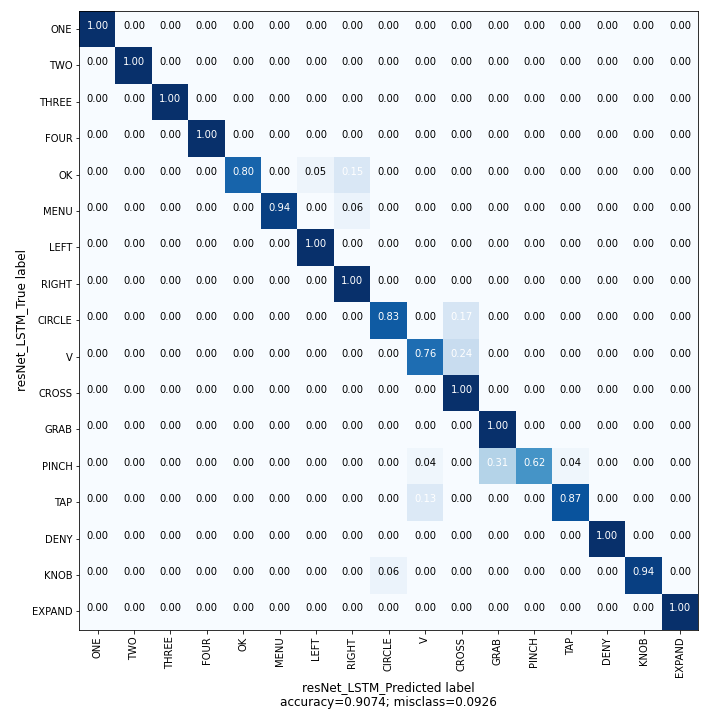 ONE 1.00 0.00 0.00 0.00 0.00 0.00 0.00 0.00 0.00 0.00 0.00 0.00 0.00 0.00 0.00 0.00 0.00
TWO 0.00 1.00 0.00 0.00 0.00 0.00 0.00 0.00 0.00 0.00 0.00 0.00 0.00 0.00 0.00 0.00 0.00
THREE 0.00 0.00 1.00 0.00 0.00 0.00 0.00 0.00 0.00 0.00 0.00 0.00 0.00 0.00 0.00 0.00 0.00
FOUR 0.00 0.00 0.00 1.00 0.00 0.00 0.00 0.00 0.00 0.00 0.00 0.00 0.00 0.00 0.00 0.00 0.00
OK 0.00 0.00 0.00 0.00 0.80 0.00 0.05 0.15 0.00 0.00 0.00 0.00 0.00 0.00 0.00 0.00 0.00
MENU 0.00 0.00 0.00 0.00 0.00 0.94 0.00 0.06 0.00 0.00 0.00 0.00 0.00 0.00 0.00 0.00 0.00
LEFT 0.00 0.00 0.00 0.00 0.00 0.00 1.00 0.00 0.00 0.00 0.00 0.00 0.00 0.00 0.00 0.00 0.00
RIGHT 0.00 0.00 0.00 0.00 0.00 0.00 0.00 1.00 0.00 0.00 0.00 0.00 0.00 0.00 0.00 0.00 0.00
CIRCLE 0.00 0.00 0.00 0.00 0.00 0.00 0.00 0.00 0.83 0.00 0.17 0.00 0.00 0.00 0.00 0.00 0.00
V 0.00 0.00 0.00 0.00 0.00 0.00 0.00 0.00 0.00 0.76 0.24 0.00 0.00 0.00 0.00 0.00 0.00
CROSS 0.00 0.00 0.00 0.00 0.00 0.00 0.00 0.00 0.00 0.00 1.00 0.00 0.00 0.00 0.00 0.00 0.00
GRAB 0.00 0.00 0.00 0.00 0.00 0.00 0.00 0.00 0.00 0.00 0.00 1.00 0.00 0.00 0.00 0.00 0.00
PINCH 0.00 0.00 0.00 0.00 0.00 0.00 0.00 0.00 0.00 0.04 0.00 0.31 0.62 0.04 0.00 0.00 0.00
TAP 0.00 0.00 0.00 0.00 0.00 0.00 0.00 0.00 0.00 0.13 0.00 0.00 0.00 0.87 0.00 0.00 0.00
DENY 0.00 0.00 0.00 0.00 0.00 0.00 0.00 0.00 0.00 0.00 0.00 0.00 0.00 0.00 1.00 0.00 0.00
KNOB 0.00 0.00 0.00 0.00 0.00 0.00 0.00 0.00 0.06 0.00 0.00 0.00 0.00 0.00 0.00 0.94 0.00
EXPAND 0.00 0.00 0.00 0.00 0.00 0.00 0.00 0.00 0.00 0.00 0.00 0.00 0.00 0.00 0.00 0.00 1.00
resNet_LSTM_True label
ONE TWO THREE FOUR OK MENU LEFT RIGHT CIRCLE V CROSS GRAB PINCH TAP DENY KNOB EXPAND
resNet_LSTM_Predicted label
accuracy=0.9074; misclass=0.0926